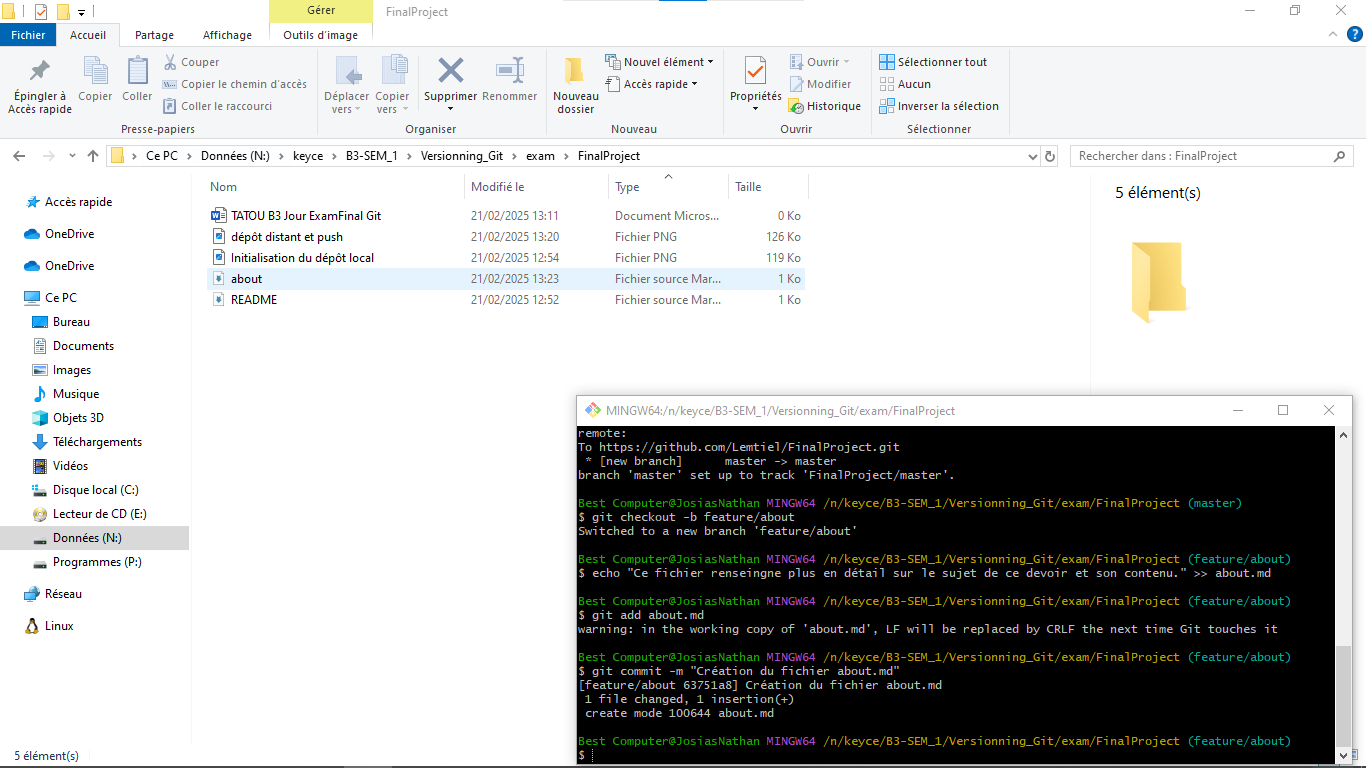 Gérer
FinalProject
Fichier
Accueil
Partage
Affichage
Outils d'image
Épingler à Accès rapide
Copier
Coller
Couper
Copier le chemin d'accès
Coller le raccourci
Presse-papiers
Déplacer vers
Copier vers
Supprimer
Renommer
Organiser
Nouveau dossier
Nouvel élément
Accès rapide
Nouveau
Propriétés
Ouvrir
Modifier
Historique
Ouvrir
Sélectionner tout
Aucun
Inverser la sélection
Sélectionner
Ce PC > Données (N:) > keyce > B3-SEM_1 > Versionning_Git > exam > FinalProject
Rechercher dans : FinalProject
Accès rapide
OneDrive
OneDrive
Ce PC
Bureau
Documents
Images
Musique
Objets 3D
Téléchargements
Vidéos
Disque local (C:)
Lecteur de CD (E:)
Données (N:)
Programmes (P:)
Réseau
Linux
Nom Modifié le Type Taille
TATOU B3 Jour ExamFinal Git 21/02/2025 13:11 Document Micros... 0 Ko
dépôt distant et push 21/02/2025 13:20 Fichier PNG 126 Ko
Initialisation du dépôt local 21/02/2025 12:54 Fichier PNG 119 Ko
about 21/02/2025 13:23 Fichier source Mar... 1 Ko
README 21/02/2025 12:52 Fichier source Mar... 1 Ko
5 élément(s)
MINGW64:/n/keyce/B3-SEM_1/Versionning_Git/exam/FinalProject
remote:
To https://github.com/Lemtiel/FinalProject.git
* [new branch] master -> master
branch 'master' set up to track 'FinalProject/master'.
Best Computer@JosiasNathan MINGW64 /n/keyce/B3-SEM_1/Versionning_Git/exam/FinalProject (master)
$ git checkout -b feature/about
Switched to a new branch 'feature/about'
Best Computer@JosiasNathan MINGW64 /n/keyce/B3-SEM_1/Versionning_Git/exam/FinalProject (feature/about)
$ echo "Ce fichier renseingne plus en détail sur le sujet de ce devoir et son contenu." >> about.md
Best Computer@JosiasNathan MINGW64 /n/keyce/B3-SEM_1/Versionning_Git/exam/FinalProject (feature/about)
$ git add about.md
warning: in the working copy of 'about.md', LF will be replaced by CRLF the next time Git touches it
Best Computer@JosiasNathan MINGW64 /n/keyce/B3-SEM_1/Versionning_Git/exam/FinalProject (feature/about)
$ git commit -m "Création du fichier about.md"
[feature/about 63751a8] Création du fichier about.md
1 file changed, 1 insertion(+)
create mode 100644 about.md
Best Computer@JosiasNathan MINGW64 /n/keyce/B3-SEM_1/Versionning_Git/exam/FinalProject (feature/about)
$
5 élément(s)